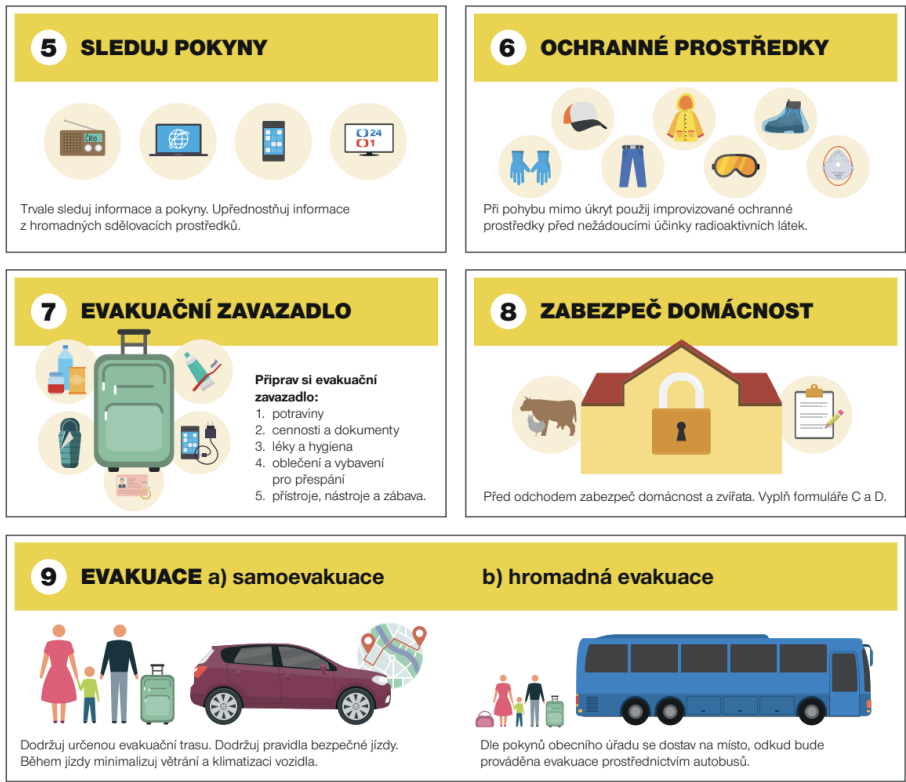 5 SLEDUJ POKYNY
ČRo
24
1
Trvale sleduj informace a pokyny. Upřednostňuj informace
z hromadných sdělovacích prostředků.
6 OCHRANNÉ PROSTŘEDKY
Při pohybu mimo úkryt použij improvizované ochranné
prostředky před nežádoucími účinky radioaktivních látek.
7 EVAKUAČNÍ ZAVAZADLO
Připrav si evakuační
zavazadlo:
1. potraviny
2. cennosti a dokumenty
3. léky a hygiena
4. oblečení a vybavení
pro přespání
5. přístroje, nástroje a zábava.
8 ZABEZPEČ DOMÁCNOST
Před odchodem zabezpeč domácnost a zvířata. Vyplň formuláře C a D.
9 EVAKUACE a) samoevakuace
b) hromadná evakuace
Dodržuj určenou evakuační trasu. Dodržuj pravidla bezpečné jízdy.
Během jízdy minimalizuj větrání a klimatizaci vozidla.
Dle pokynů obecního úřadu se dostav na místo, odkud bude
prováděna evakuace prostřednictvím autobusů.